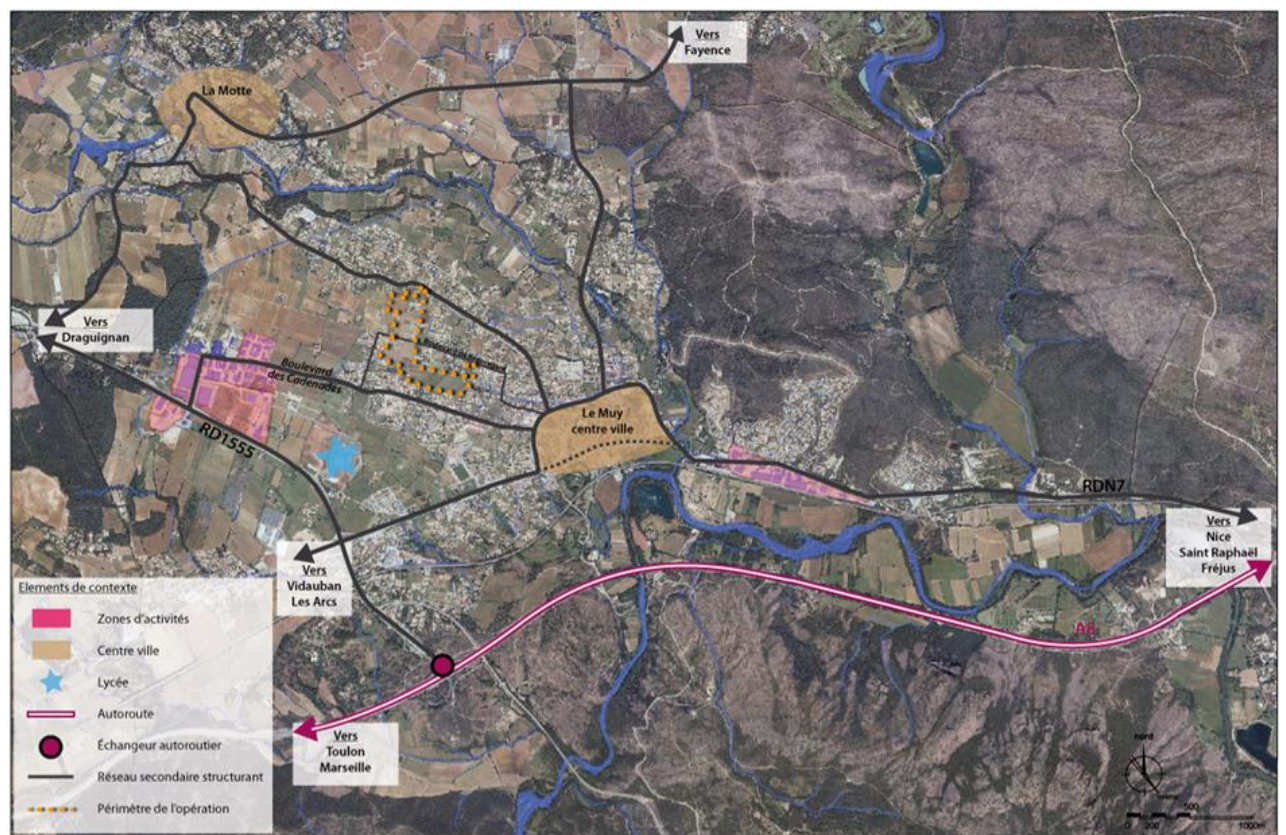 Vers
Fayence
La Motte
Vers
Draguignan
Boulevard
des Cadenades
Le Muy
centre ville
RD1555
RDN7
Vers
Nice
Saint Raphaël
Fréjus
Vers
Vidauban
Les Arcs
A8
Vers
Toulon
Marseille
Elements de contexte
Zones d'activités
Centre ville
Lycée
Autoroute
Échangeur autoroutier
Réseau secondaire structurant
Périmètre de l'opération
nord
0 200 500 1000m